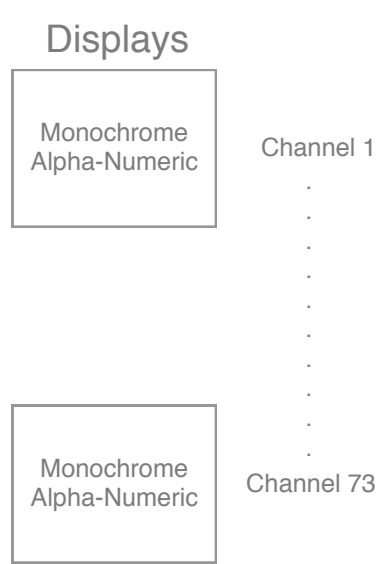 Displays
Monochrome
Alpha-Numeric
Channel 1
.
.
.
.
.
.
.
.
.
.
Monochrome
Alpha-Numeric
Channel 73